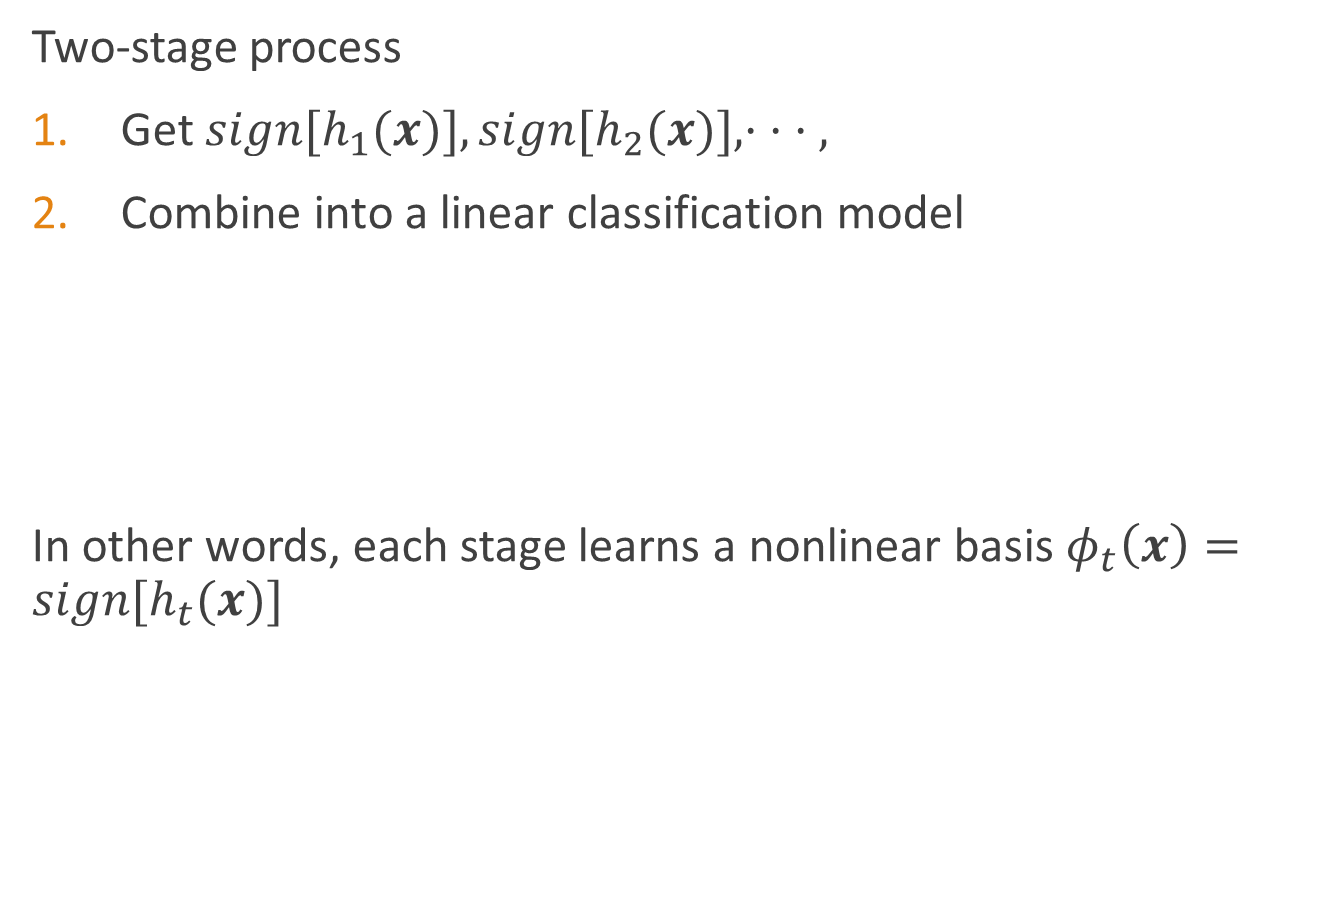 Two-stage process
1. Get sign[h₁(x)], sign[h₂(x)],· · · ,
2. Combine into a linear classification model
In other words, each stage learns a nonlinear basis ϕₜ(x) =
sign[hₜ(x)]